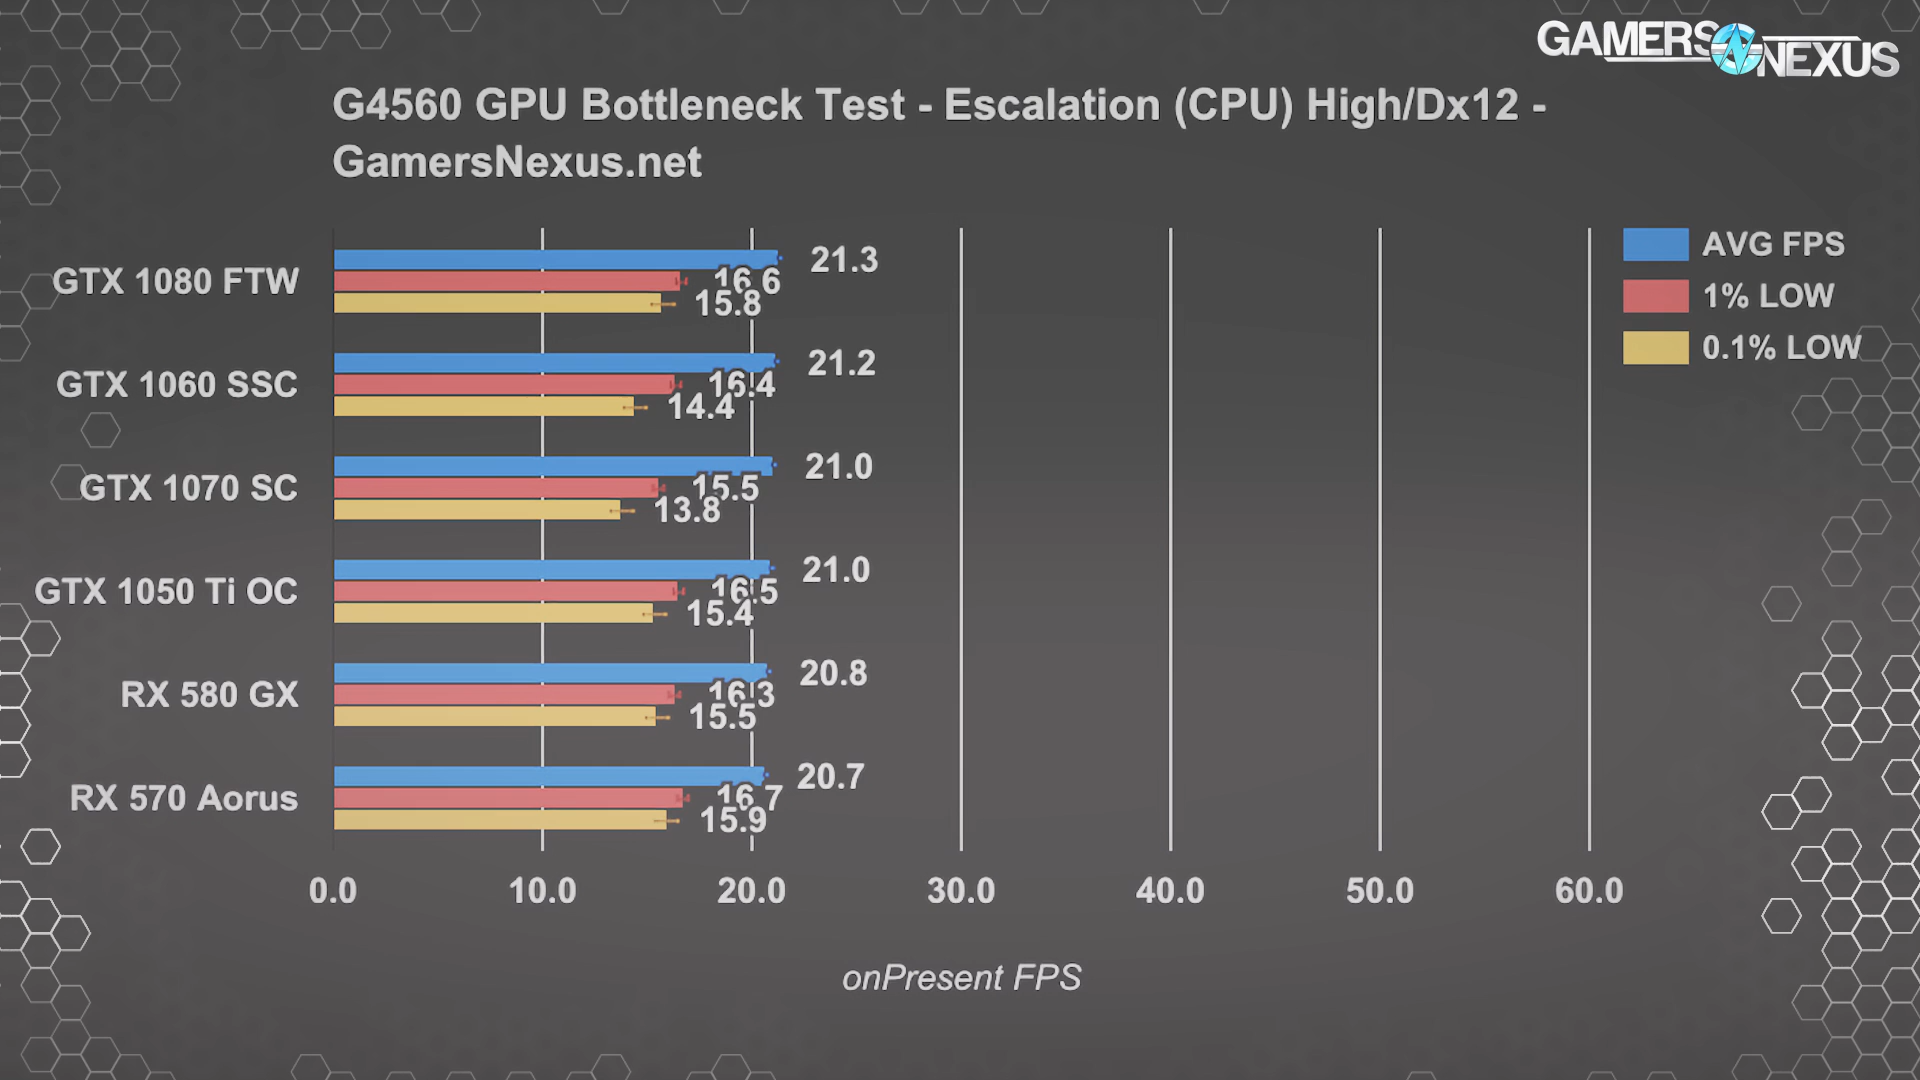 GAMERS NEXUS
G4560 GPU Bottleneck Test - Escalation (CPU) High/Dx12 -
GamersNexus.net
AVG FPS
1% LOW
0.1% LOW
GTX 1080 FTW
21.3
16.6
15.8
GTX 1060 SSC
21.2
16.4
14.4
GTX 1070 SC
21.0
15.5
13.8
GTX 1050 Ti OC
21.0
16.5
15.4
RX 580 GX
20.8
16.3
15.5
RX 570 Aorus
20.7
16.7
15.9
0.0 10.0 20.0 30.0 40.0 50.0 60.0
onPresent FPS